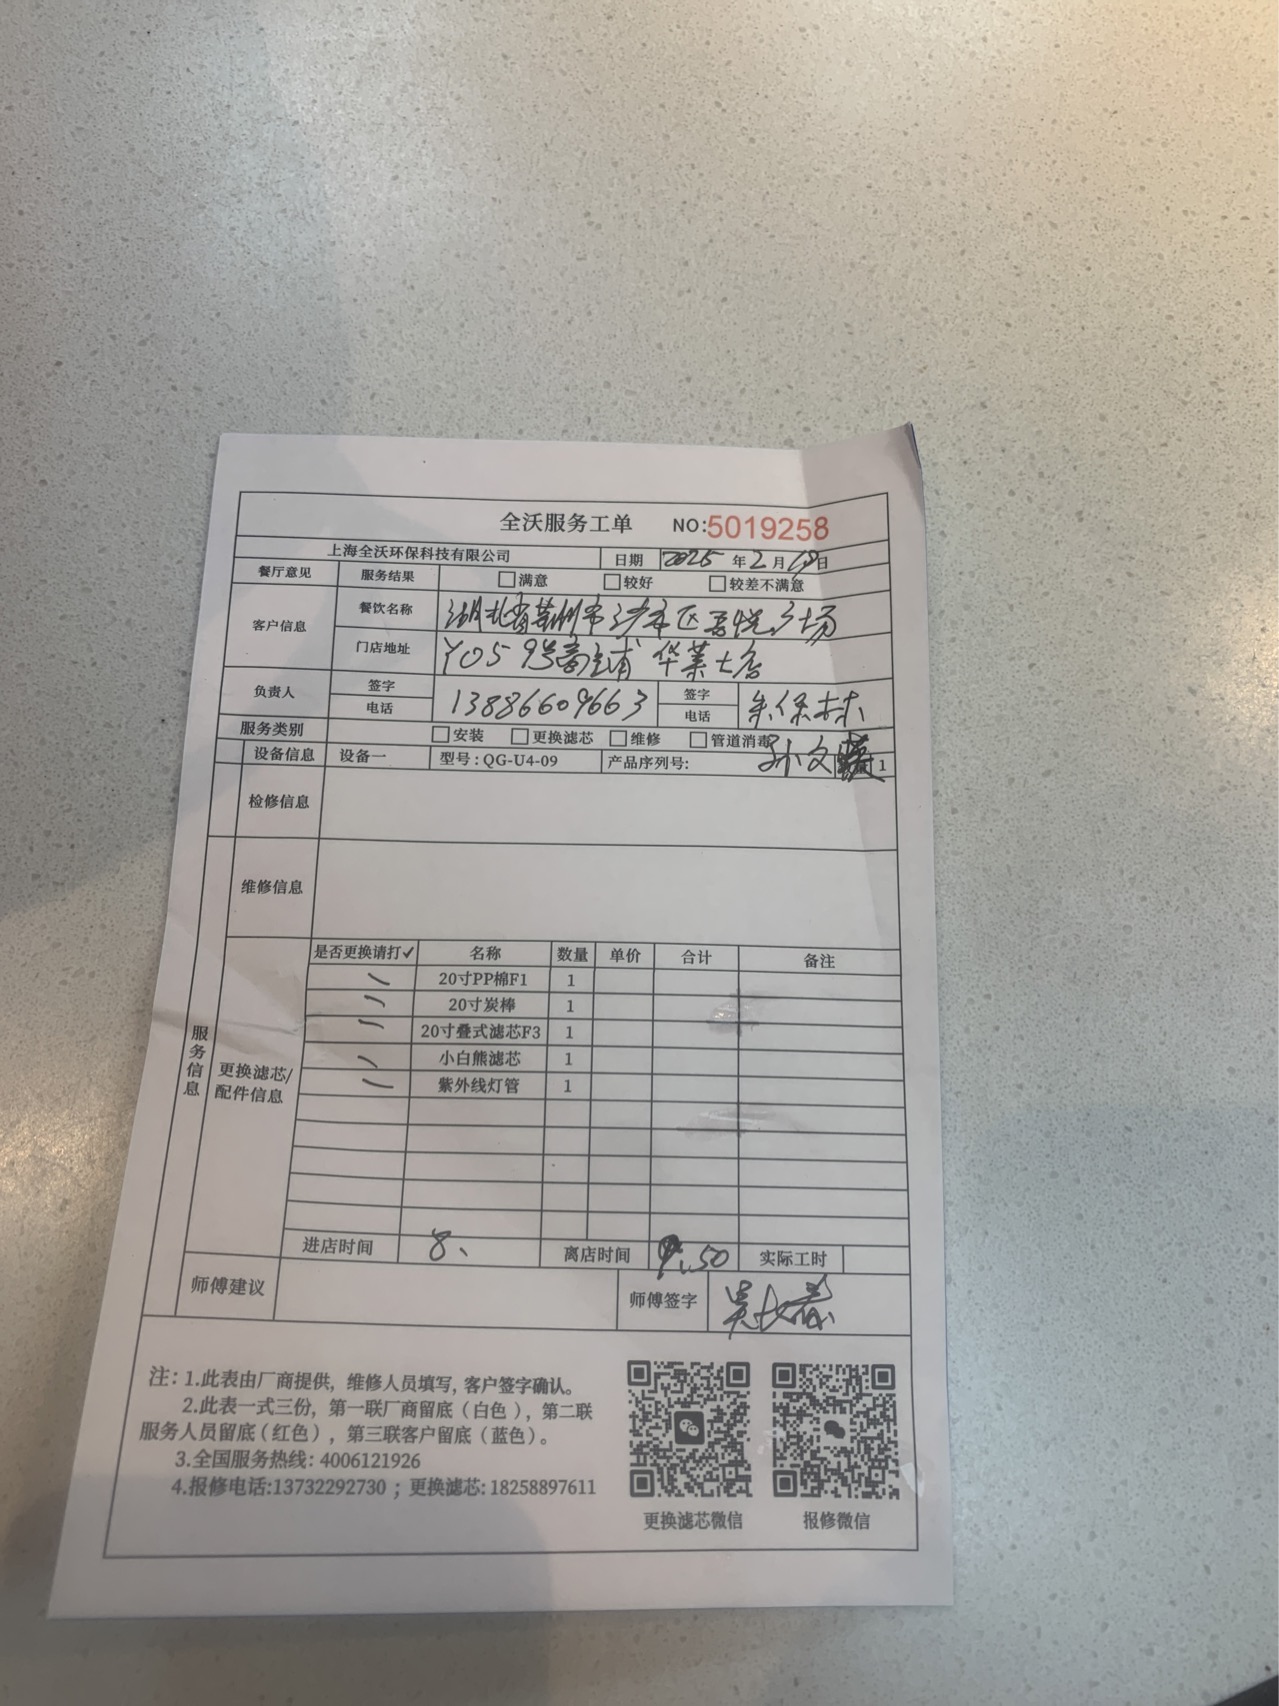 全沃服务工单 NO:5019258
上海全沃环保科技有限公司 日期 2025 年 2 月 19 日
餐厅意见 服务结果 满意 较好 较差不满意
客户信息 餐饮名称 湖北省荆州市沙市区吾悦广场
门店地址 Y05 9号商铺 华莱士店
负责人 签字 签字
电话 13886609663 电话 朱保林
服务类别 安装 更换滤芯 维修 管道消毒
设备信息 设备一 型号:QG-U4-09 产品序列号: 孙文 1
检修信息
维修信息
服务信息
更换滤芯/配件信息
是否更换请打✓ 名称 数量 单价 合计 备注
20寸PP棉F1 1
20寸炭棒 1
20寸叠式滤芯F3 1
小白熊滤芯 1
紫外线灯管 1
进店时间 8、 离店时间 9.50 实际工时
师傅建议 师傅签字
注:1.此表由厂商提供,维修人员填写,客户签字确认。
2.此表一式三份,第一联厂商留底(白色),第二联
服务人员留底(红色),第三联客户留底(蓝色)。
3.全国服务热线:4006121926
4.报修电话:13732292730;更换滤芯:18258897611
更换滤芯微信 报修微信